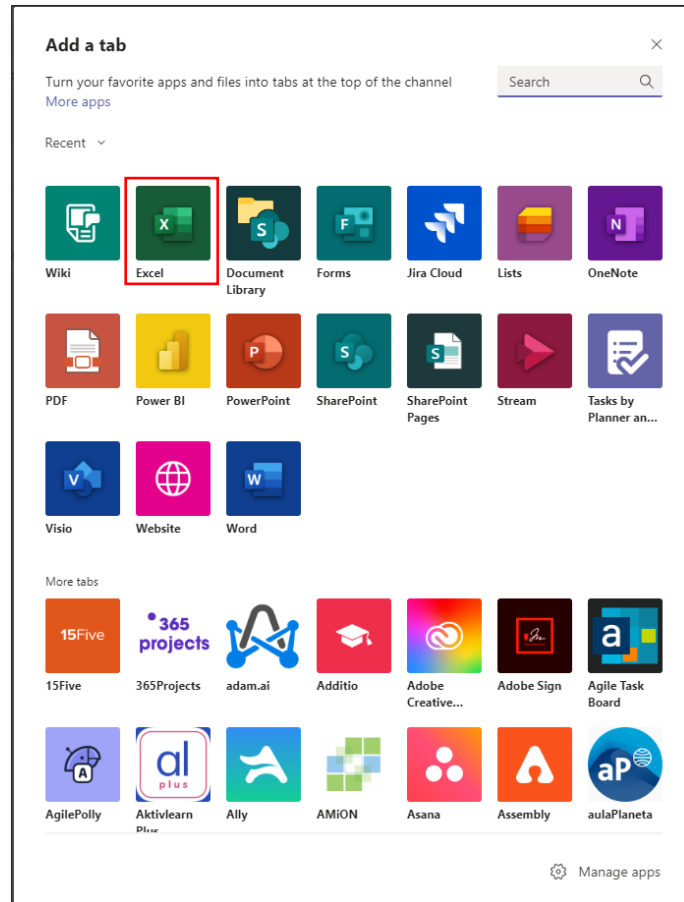 Add a tab
Turn your favorite apps and files into tabs at the top of the channel
More apps
Search
Recent
X
S
F
N
Wiki
Excel
Document
Library
Forms
Jira Cloud
Lists
OneNote
P
S
S
PDF
Power BI
PowerPoint
SharePoint
SharePoint
Pages
Stream
Tasks by
Planner an...
V
W
Visio
Website
Word
More tabs
15Five
365
projects
a
15Five
365Projects
adam.ai
Additio
Adobe
Creative...
Adobe Sign
Agile Task
Board
A
al
plus
aP
AgilePolly
Aktivlearn
Plus
Ally
AMiON
Asana
Assembly
aulaPlaneta
Manage apps